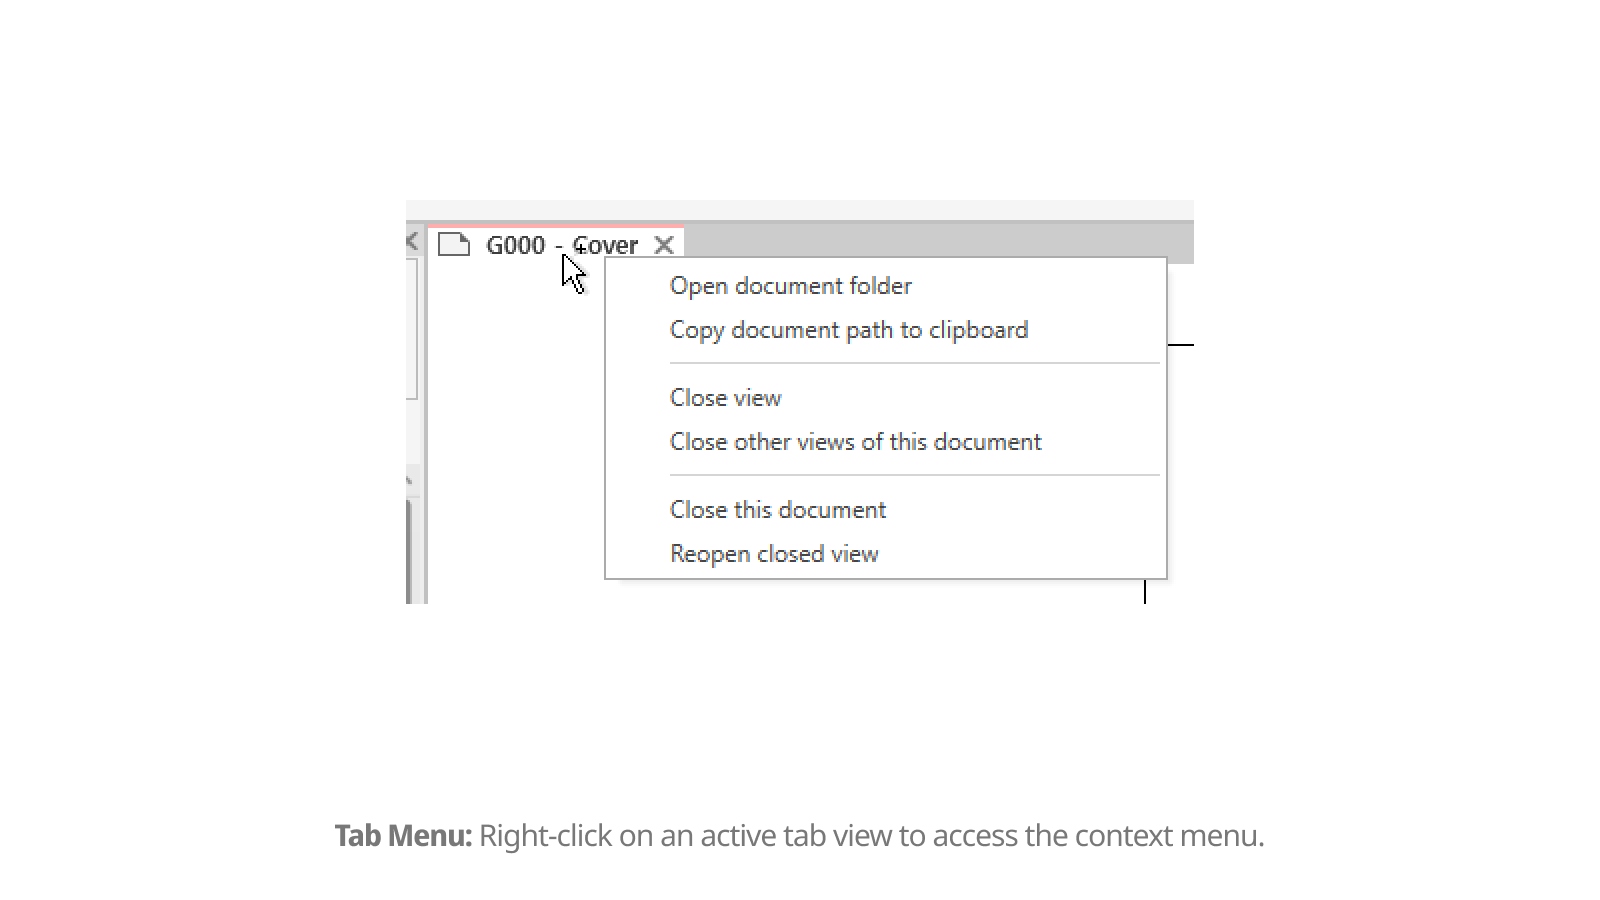 G000 - Cover
Open document folder
Copy document path to clipboard
Close view
Close other views of this document
Close this document
Reopen closed view
Tab Menu: Right-click on an active tab view to access the context menu.